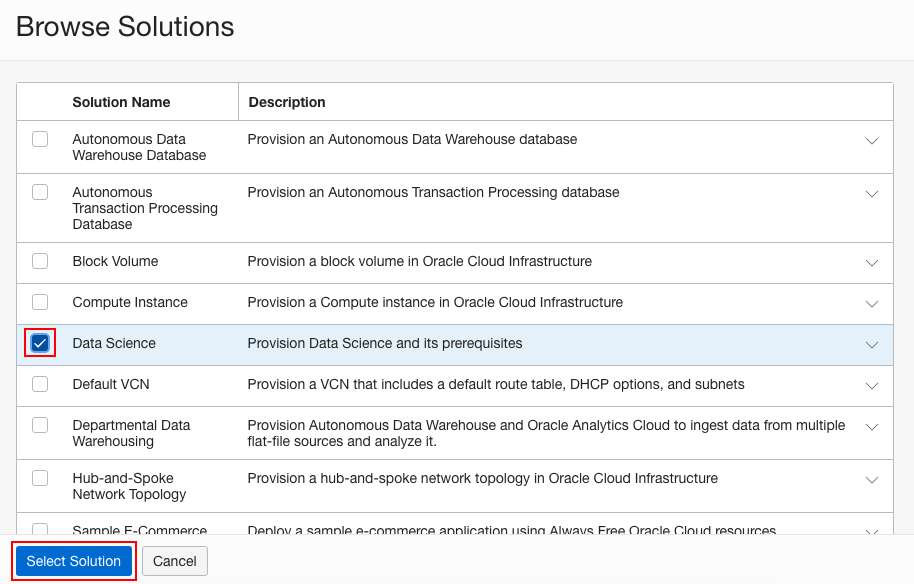 Browse Solutions
Solution Name
Description
Autonomous Data
Warehouse Database
Provision an Autonomous Data Warehouse database
Autonomous
Transaction Processing
Database
Provision an Autonomous Transaction Processing database
Block Volume
Provision a block volume in Oracle Cloud Infrastructure
Compute Instance
Provision a Compute instance in Oracle Cloud Infrastructure
Data Science
Provision Data Science and its prerequisites
Default VCN
Provision a VCN that includes a default route table, DHCP options, and subnets
Departmental Data
Warehousing
Provision Autonomous Data Warehouse and Oracle Analytics Cloud to ingest data from multiple
flat-file sources and analyze it.
Hub-and-Spoke
Network Topology
Provision a hub-and-spoke network topology in Oracle Cloud Infrastructure
Sample E-Commerce
Deploy a sample e-commerce application using Always Free Oracle Cloud resources
Select Solution
Cancel